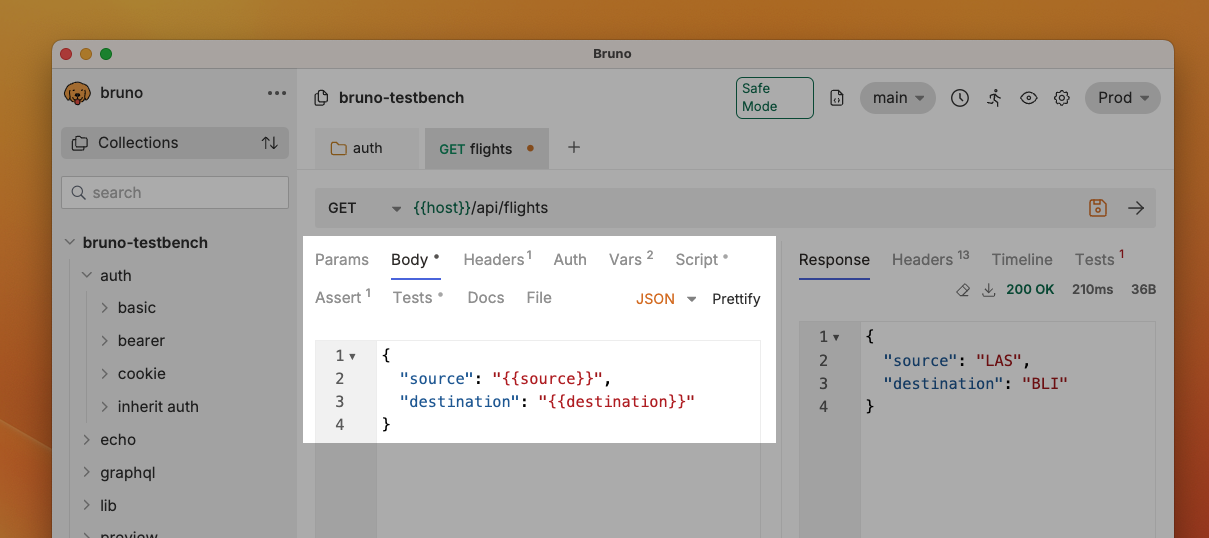 Bruno
bruno
Collections
search
bruno-testbench
auth
basic
bearer
cookie
inherit auth
echo
graphql
lib
preview
bruno-testbench
Safe Mode
main
Prod
auth
GET flights
GET {{host}}/api/flights
Params Body Headers 1 Auth Vars 2 Script
Assert 1 Tests Docs File JSON Prettify
1 {
2 "source": "{{source}}",
3 "destination": "{{destination}}"
4 }
Response Headers 13 Timeline Tests 1
200 OK 210ms 36B
1 {
2 "source": "LAS",
3 "destination": "BLI"
4 }